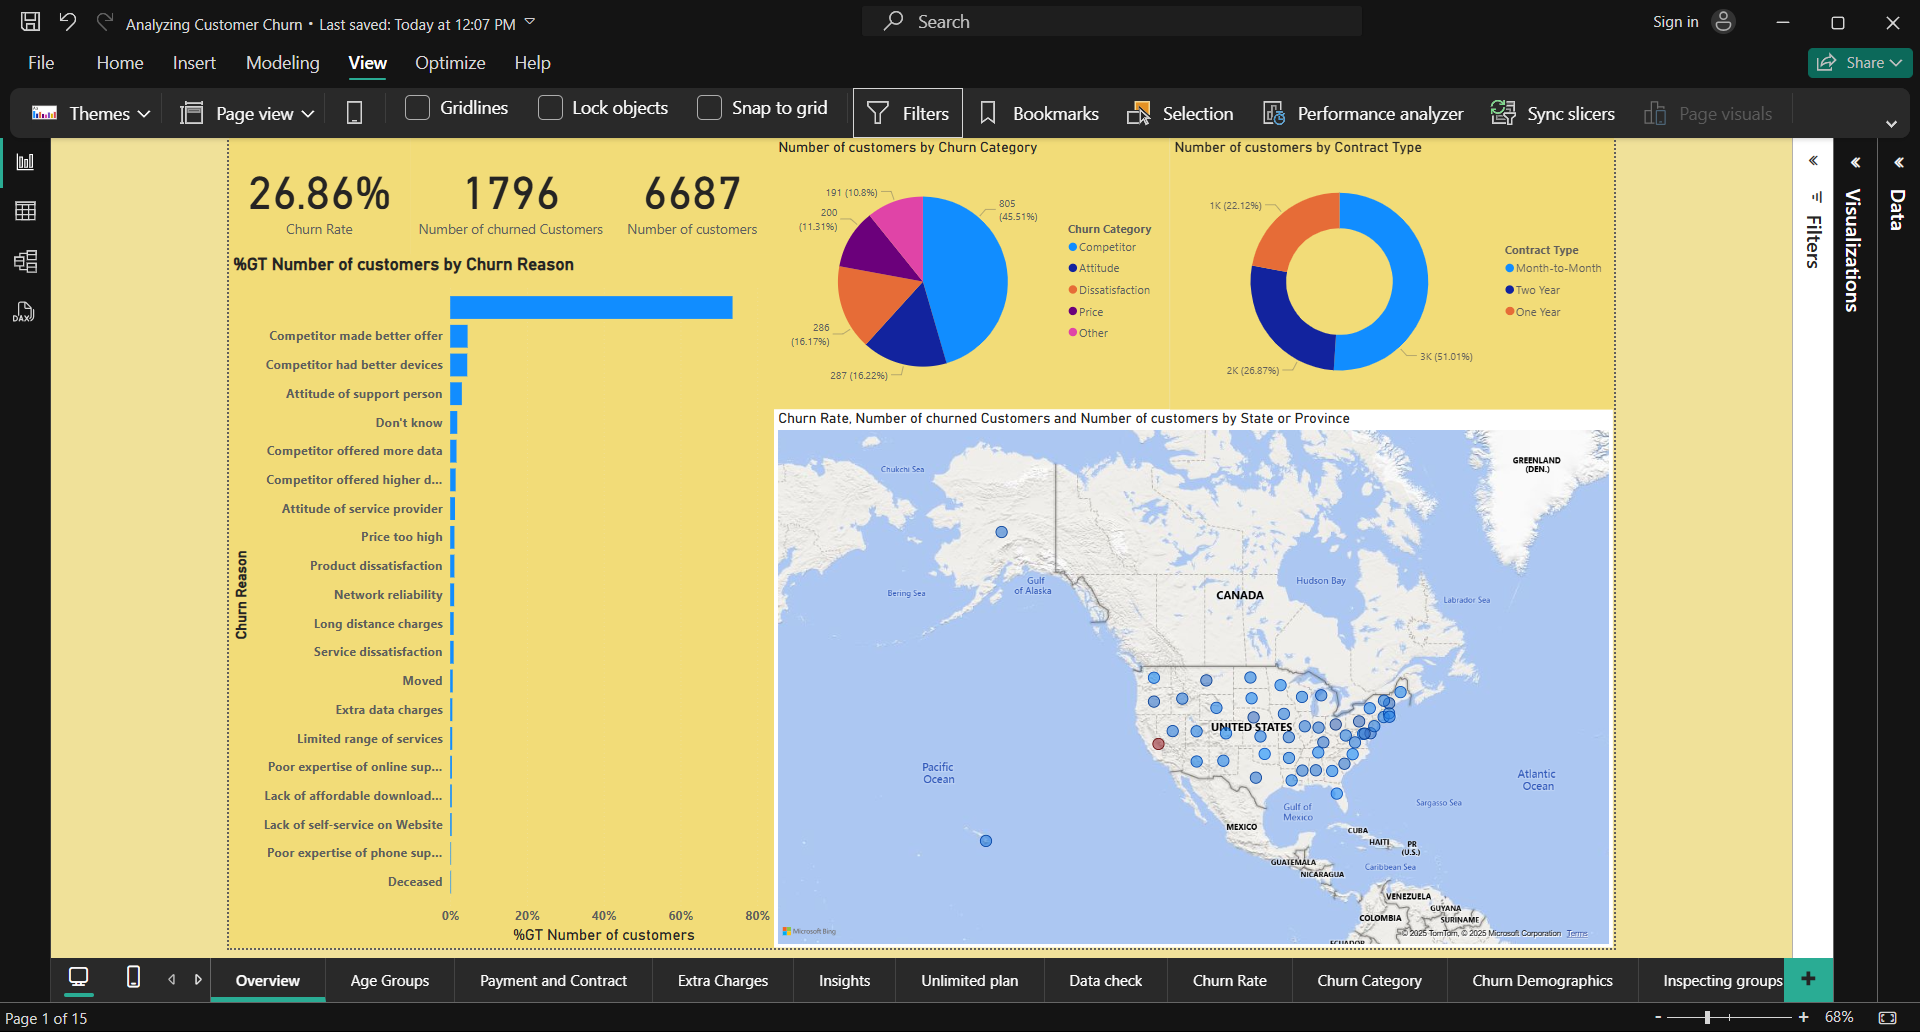 Analyzing Customer Churn • Last saved: Today at 12:07 PM
Search
Sign in
File
Home
Insert
Modeling
View
Optimize
Help
Share
Themes
Page view
Gridlines
Lock objects
Snap to grid
Filters
Bookmarks
Selection
Performance analyzer
Sync slicers
Page visuals
26.86%
Churn Rate
1796
Number of churned Customers
6687
Number of customers
%GT Number of customers by Churn Reason
Churn Reason
Competitor made better offer
Competitor had better devices
Attitude of support person
Don't know
Competitor offered more data
Competitor offered higher d...
Attitude of service provider
Price too high
Product dissatisfaction
Network reliability
Long distance charges
Service dissatisfaction
Moved
Extra data charges
Limited range of services
Poor expertise of online sup...
Lack of affordable download...
Lack of self-service on Website
Poor expertise of phone sup...
Deceased
0%
20%
40%
60%
80%
%GT Number of customers
Number of customers by Churn Category
191 (10.8%)
200
(11.31%)
286
(16.17%)
287 (16.22%)
805
(45.51%)
Churn Category
Competitor
Attitude
Dissatisfaction
Price
Other
Number of customers by Contract Type
1K (22.12%)
2K (26.87%)
3K (51.01%)
Contract Type
Month-to-Month
Two Year
One Year
Churn Rate, Number of churned Customers and Number of customers by State or Province
Chukchi Sea
GREENLAND
(DEN.)
Bering Sea
Gulf
of Alaska
Hudson Bay
CANADA
Labrador Sea
UNITED STATES
Pacific
Ocean
Atlantic
Ocean
Gulf of
Mexico
Sargasso Sea
MEXICO
CUBA
HAITI
PR
(U.S.)
GUATEMALA
Caribbean Sea
NICARAGUA
VENEZUELA
GUYANA
COLOMBIA
SURINAME
ECUADOR
Microsoft Bing
© 2025 TomTom, © 2025 Microsoft Corporation Terms
Filters
Visualizations
Data
DAX
Overview
Age Groups
Payment and Contract
Extra Charges
Insights
Unlimited plan
Data check
Churn Rate
Churn Category
Churn Demographics
Inspecting groups
+
Page 1 of 15
- + 68%